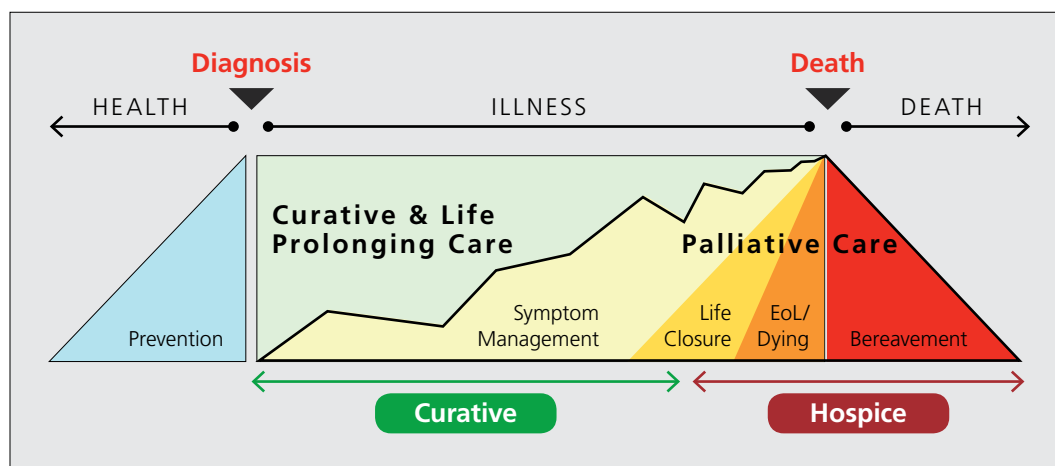 Diagnosis
Death
HEALTH
ILLNESS
DEATH
Curative & Life
Prolonging Care
Palliative Care
Prevention
Symptom
Management
Life
Closure
EoL/
Dying
Bereavement
Curative
Hospice